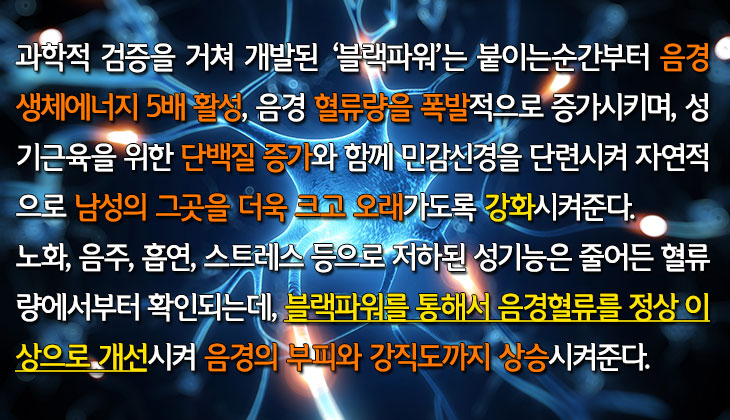 과학적 검증을 거쳐 개발된 ‘블랙파워’는 붙이는순간부터 음경
생체에너지 5배 활성, 음경 혈류량을 폭발적으로 증가시키며, 성
기근육을 위한 단백질 증가와 함께 민감신경을 단련시켜 자연적
으로 남성의 그곳을 더욱 크고 오래가도록 강화시켜준다.
노화, 음주, 흡연, 스트레스 등으로 저하된 성기능은 줄어든 혈류
량에서부터 확인되는데, 블랙파워를 통해서 음경혈류를 정상 이
상으로 개선시켜 음경의 부피와 강직도까지 상승시켜준다.